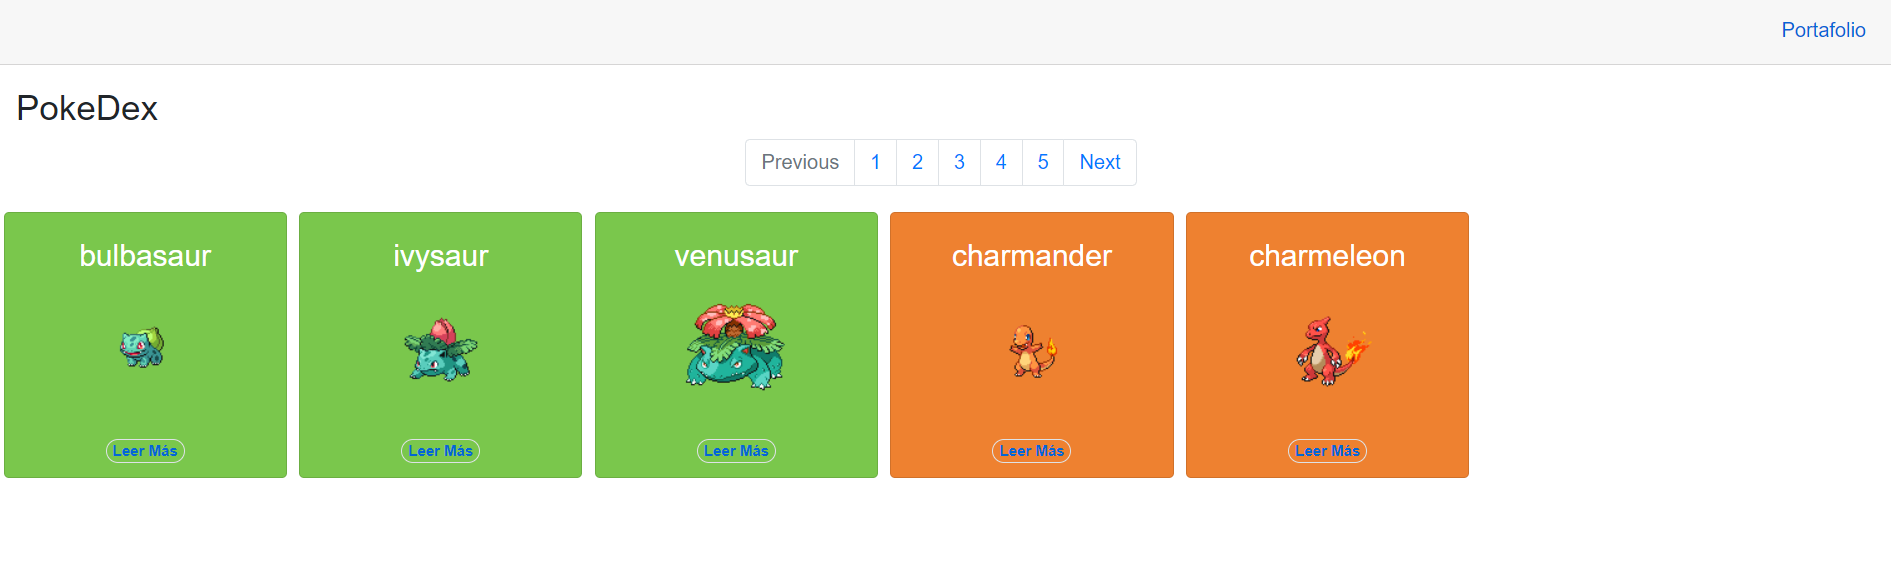 Portafolio
PokeDex
Previous 1 2 3 4 5 Next
bulbasaur ivysaur venusaur charmander charmeleon
Leer Más Leer Más Leer Más Leer Más Leer Más